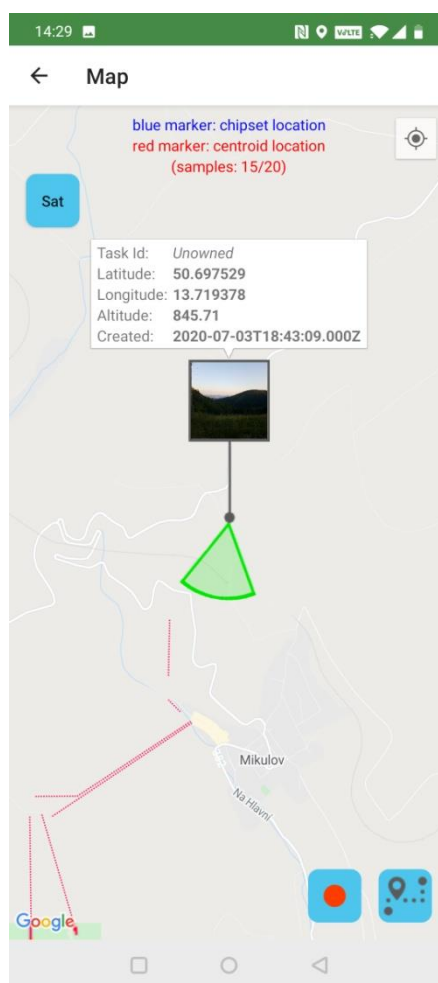 14:29
VoLTE
Map
blue marker: chipset location
red marker: centroid location
(samples: 15/20)
Sat
Task Id: Unowned
Latitude: 50.697529
Longitude: 13.719378
Altitude: 845.71
Created: 2020-07-03T18:43:09.000Z
Mikulov
Na Hlavní
Google